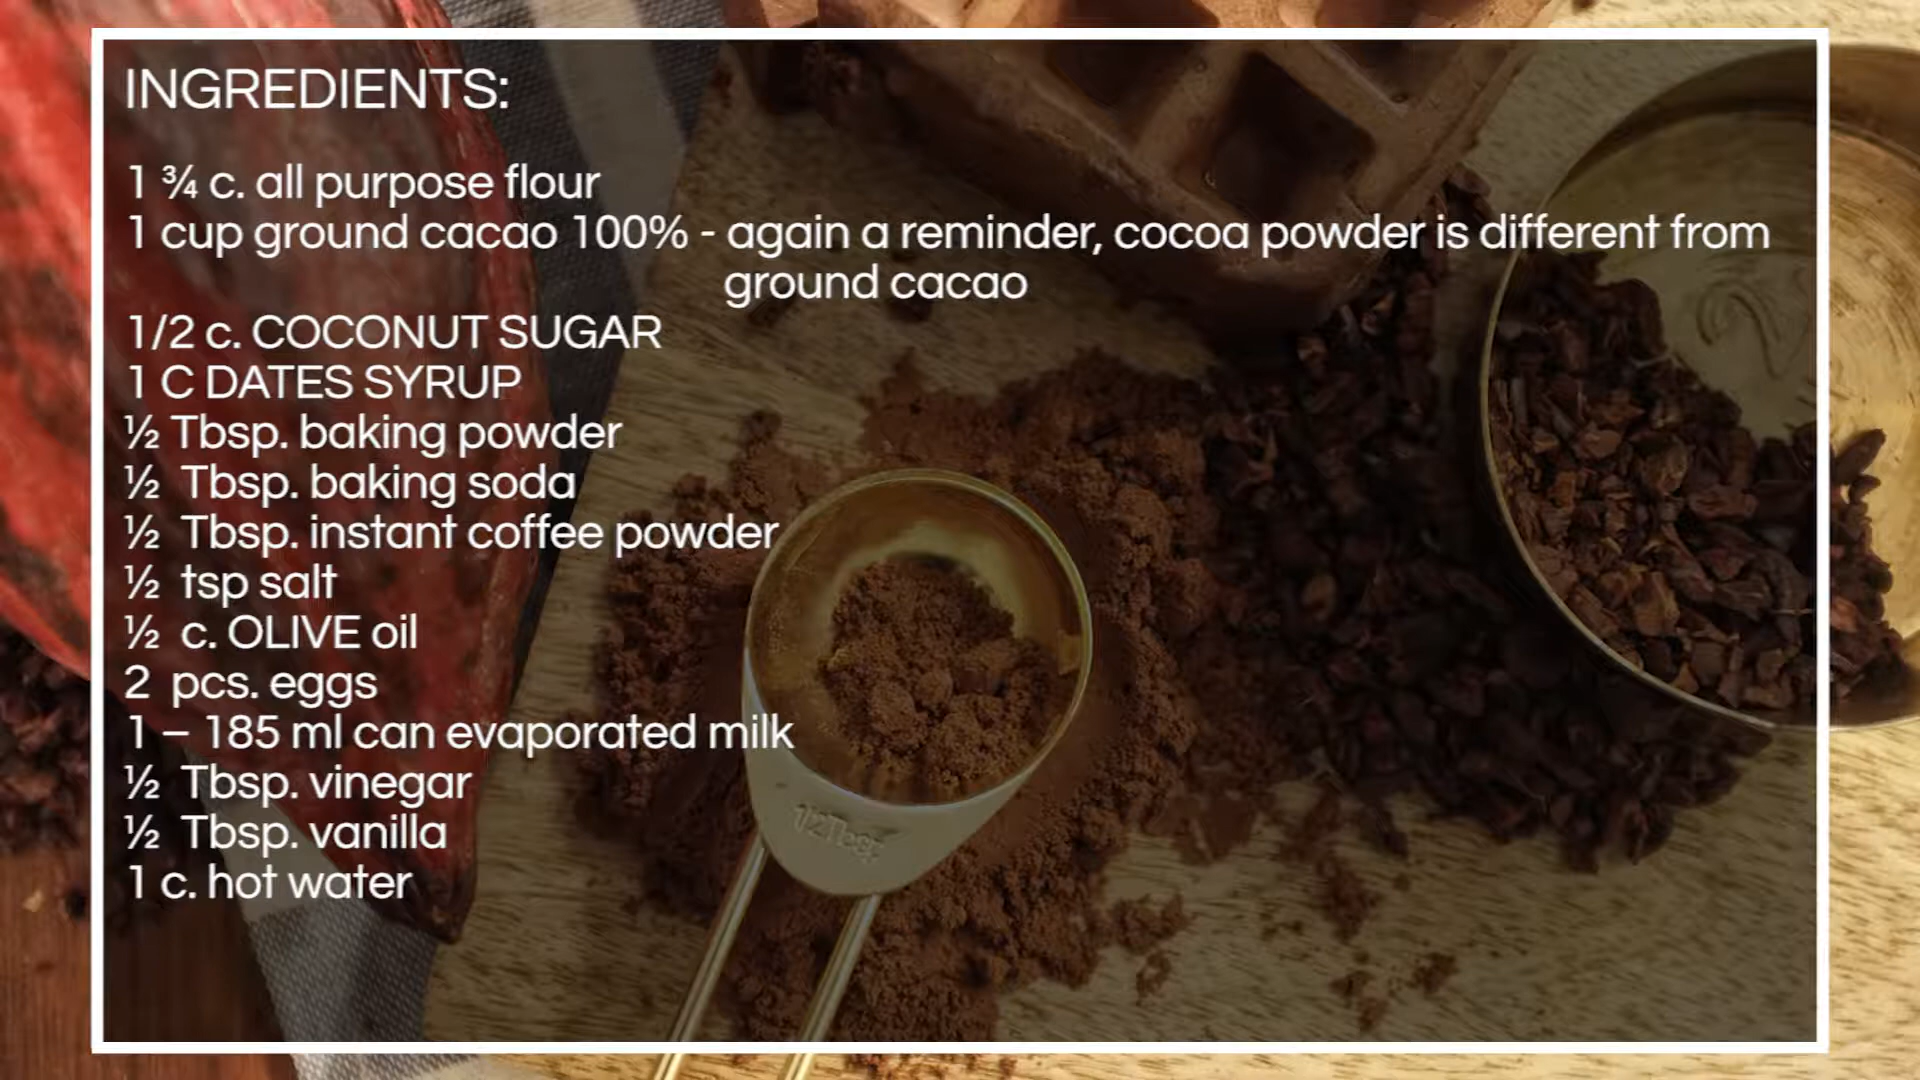 INGREDIENTS:
1 ¾ c. all purpose flour
1 cup ground cacao 100% - again a reminder, cocoa powder is different from
ground cacao
1/2 c. COCONUT SUGAR
1 C DATES SYRUP
½ Tbsp. baking powder
½ Tbsp. baking soda
½ Tbsp. instant coffee powder
½ tsp salt
½ c. OLIVE oil
2 pcs. eggs
1 – 185 ml can evaporated milk
½ Tbsp. vinegar
½ Tbsp. vanilla
1 c. hot water
1/2Tbsp